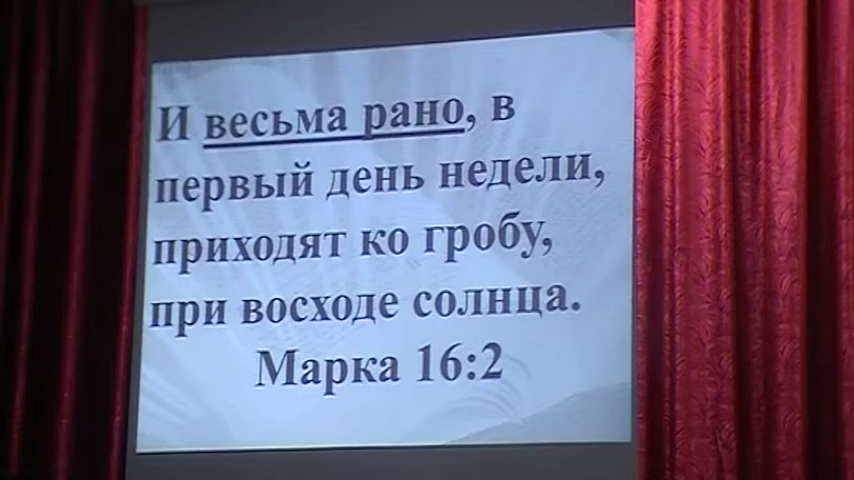 И весьма рано, в
первый день недели,
приходят ко гробу,
при восходе солнца.
Марка 16:2